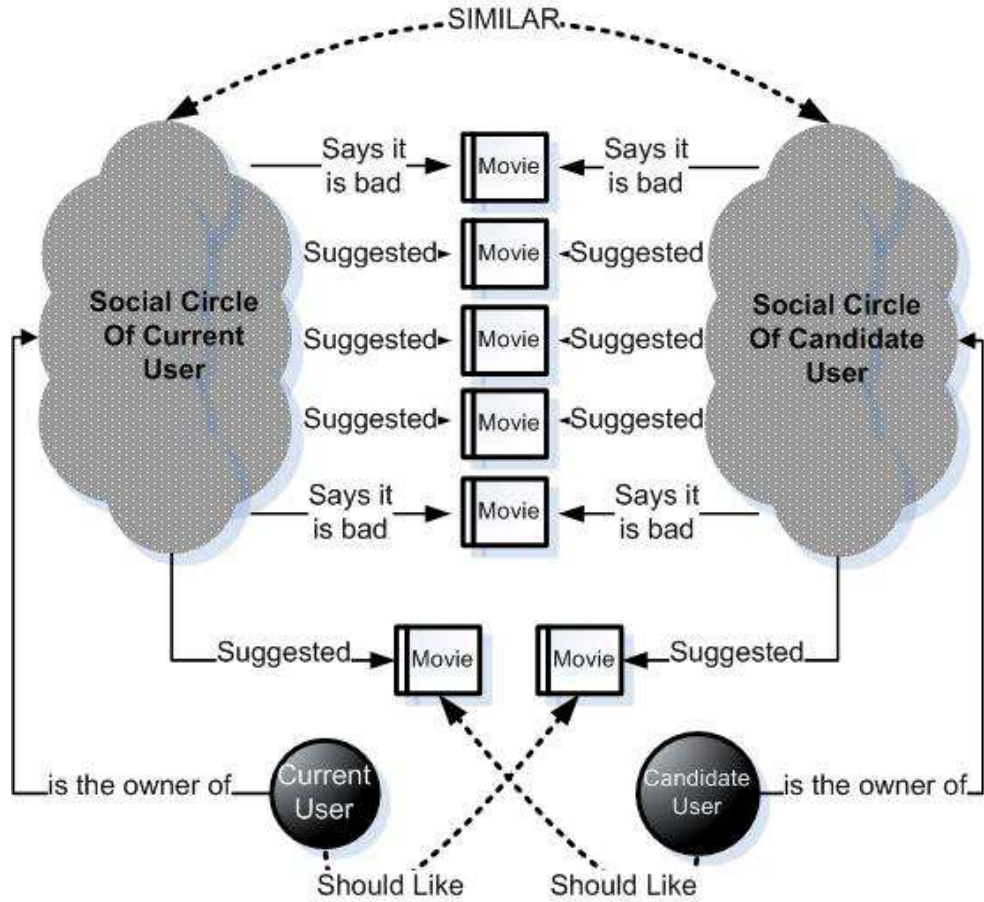 SIMILAR
Says it
is bad
Movie
Says it
is bad
Suggested
Movie
Suggested
Social Circle
Of Current
User
Suggested
Movie
Suggested
Social Circle
Of Candidate
User
Suggested
Movie
Suggested
Says it
is bad
Movie
Says it
is bad
Suggested
Movie
Movie
Suggested
is the owner of
Current
User
Candidate
User
is the owner of
Should Like
Should Like